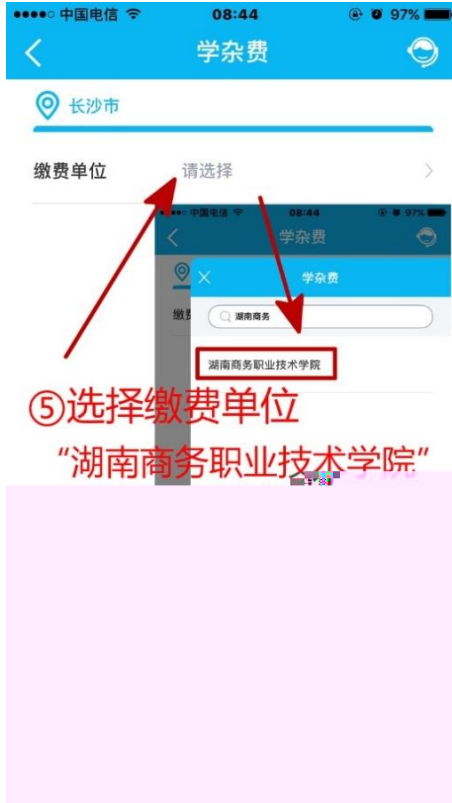 中国电信 08:44 97%
学杂费
长沙市
缴费单位 请选择
中国电信 08:44 97%
学杂费
学杂费
缴费
湖南商务
湖南商务职业技术学院
⑤选择缴费单位
“湖南商务职业技术学院”